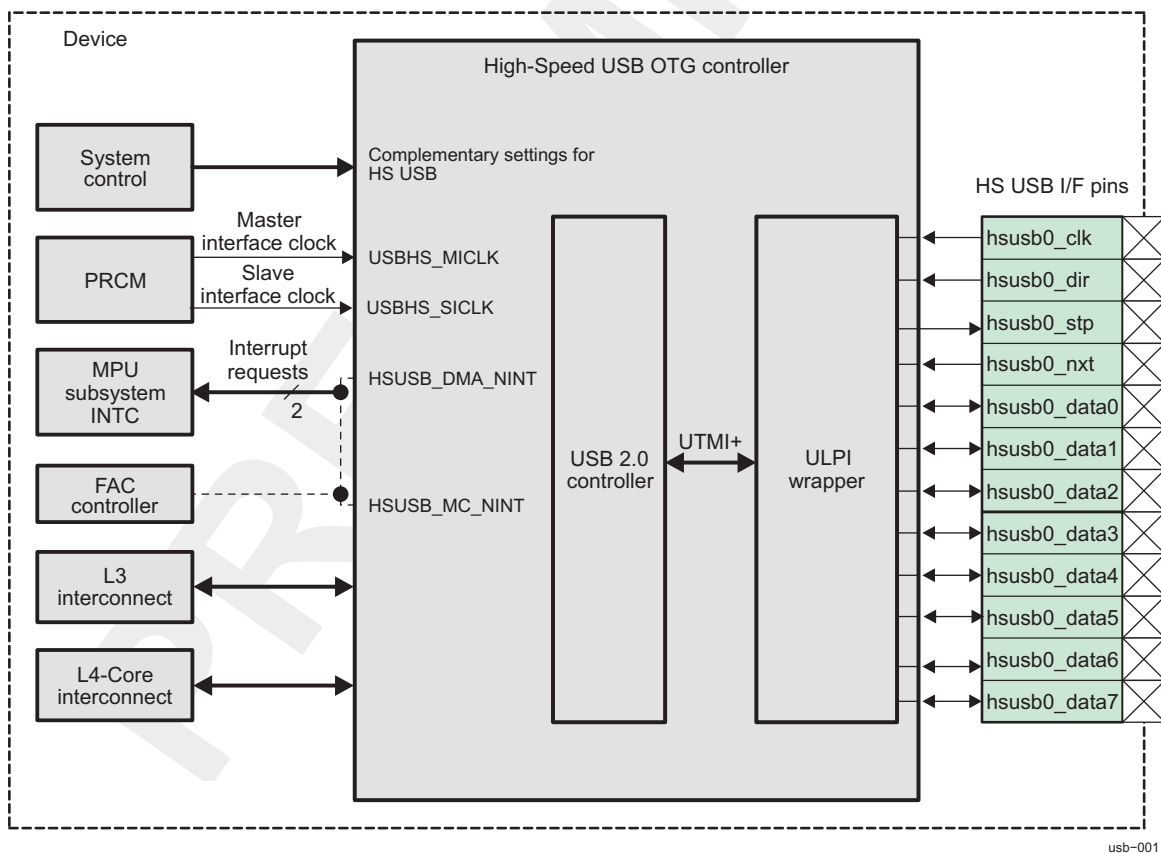 Device
High-Speed USB OTG controller
System
control
Complementary settings for
HS USB
HS USB I/F pins
Master
interface clock
PRCM
USBHS_MICLK
Slave
interface clock
USBHS_SICLK
MPU
subsystem
INTC
Interrupt
requests
2
HSUSB_DMA_NINT
FAC
controller
HSUSB_MC_NINT
L3
interconnect
L4-Core
interconnect
USB 2.0
controller
UTMI+
ULPI
wrapper
hsusb0_clk
hsusb0_dir
hsusb0_stp
hsusb0_nxt
hsusb0_data0
hsusb0_data1
hsusb0_data2
hsusb0_data3
hsusb0_data4
hsusb0_data5
hsusb0_data6
hsusb0_data7
usb-001